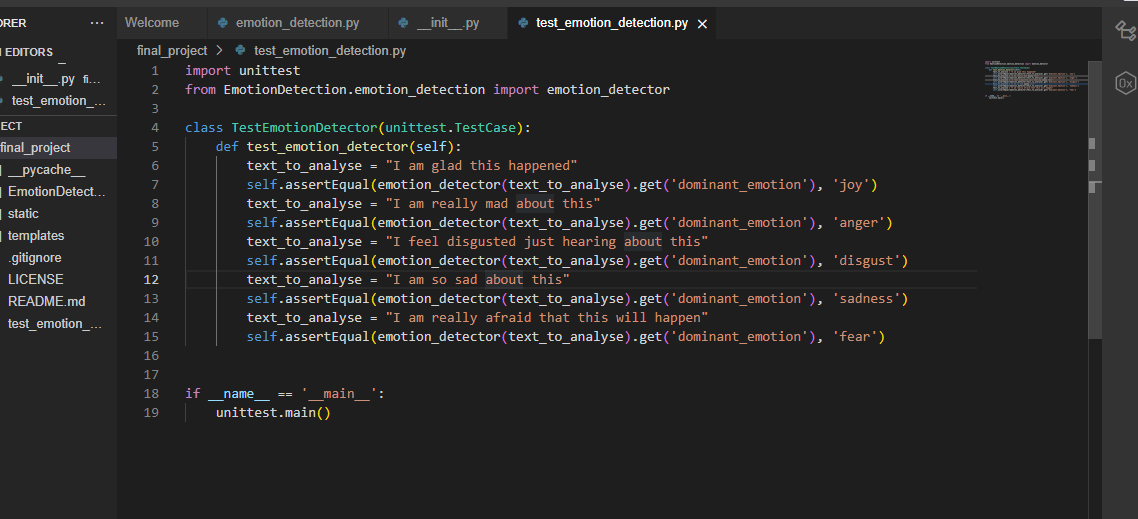 ORER ...
EDITORS
__init__.py fi...
test_emotion_...
ECT
final_project
__pycache__
EmotionDetect...
static
templates
.gitignore
LICENSE
README.md
test_emotion_...
Welcome emotion_detection.py __init__.py test_emotion_detection.py ×
final_project > test_emotion_detection.py
1 import unittest
2 from EmotionDetection.emotion_detection import emotion_detector
3
4 class TestEmotionDetector(unittest.TestCase):
5     def test_emotion_detector(self):
6         text_to_analyse = "I am glad this happened"
7         self.assertEqual(emotion_detector(text_to_analyse).get('dominant_emotion'), 'joy')
8         text_to_analyse = "I am really mad about this"
9         self.assertEqual(emotion_detector(text_to_analyse).get('dominant_emotion'), 'anger')
10         text_to_analyse = "I feel disgusted just hearing about this"
11         self.assertEqual(emotion_detector(text_to_analyse).get('dominant_emotion'), 'disgust')
12         text_to_analyse = "I am so sad about this"
13         self.assertEqual(emotion_detector(text_to_analyse).get('dominant_emotion'), 'sadness')
14         text_to_analyse = "I am really afraid that this will happen"
15         self.assertEqual(emotion_detector(text_to_analyse).get('dominant_emotion'), 'fear')
16
17
18 if __name__ == '__main__':
19     unittest.main()
0x